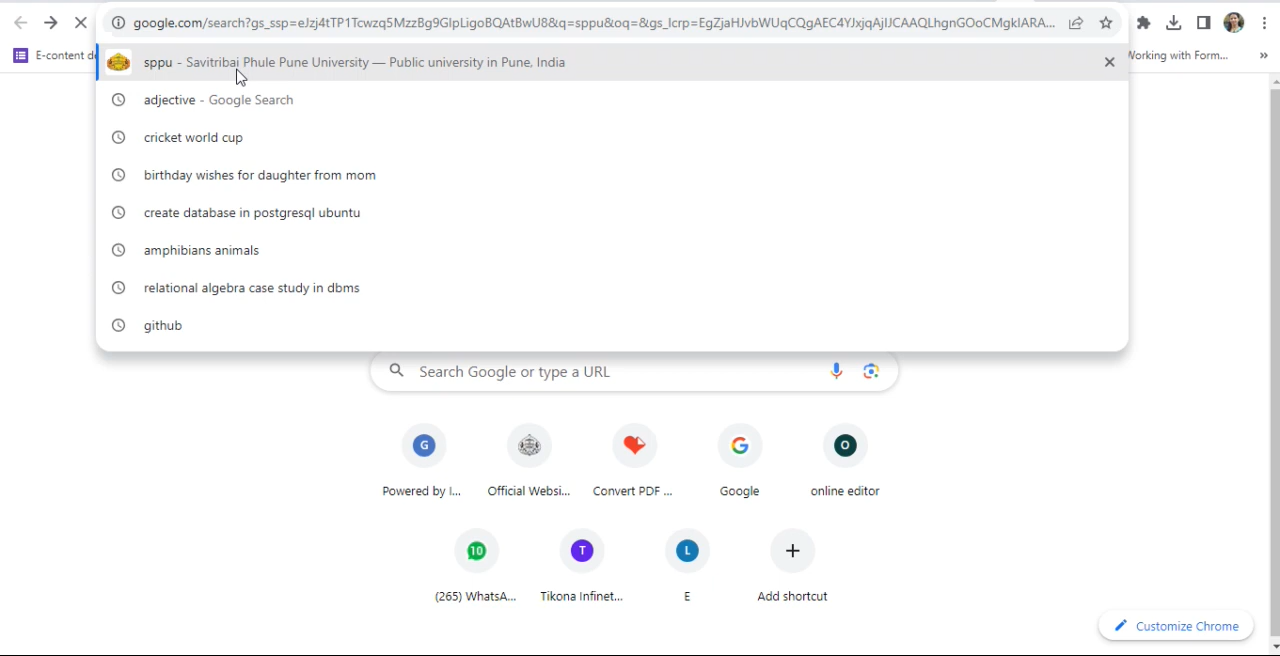 google.com/search?gs_ssp=eJzj4tTP1Tcwzq5MzzBg9GIpLigoBQAtBwU8&q=sppu&oq=&gs_lcrp=EgZjaHJvbWUqCQgAEC4YJxjqAjIJCAAQLhgnGOoCMgkIARA...
E-content de
Working with Form...
»
sppu - Savitribai Phule Pune University — Public university in Pune, India
adjective - Google Search
cricket world cup
birthday wishes for daughter from mom
create database in postgresql ubuntu
amphibians animals
relational algebra case study in dbms
github
Search Google or type a URL
G
O
Powered by I...
Official Websi...
Convert PDF ...
Google
online editor
10
T
L
(265) WhatsA...
Tikona Infinet...
E
Add shortcut
Customize Chrome